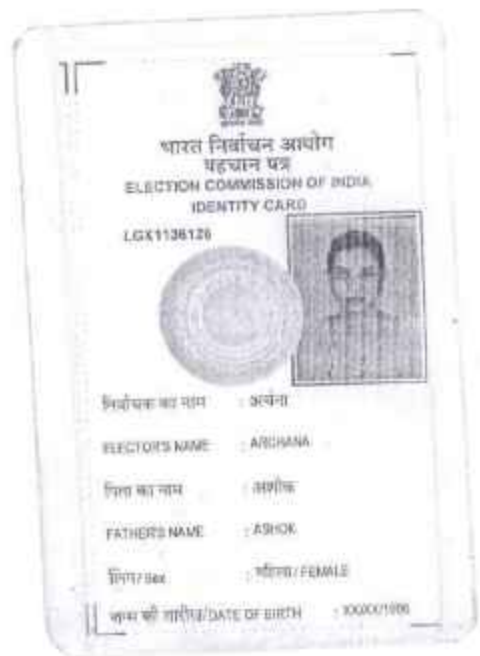 भारत निर्वाचन आयोग
पहचान पत्र
ELECTION COMMISSION OF INDIA
IDENTITY CARD
LGX1136126
निर्वाचक का नाम : अर्चना
ELECTOR'S NAME : ARCHANA
पिता का नाम : अशोक
FATHER'S NAME : ASHOK
लिंग / Sex : महिला / FEMALE
जन्म की तारीख/DATE OF BIRTH